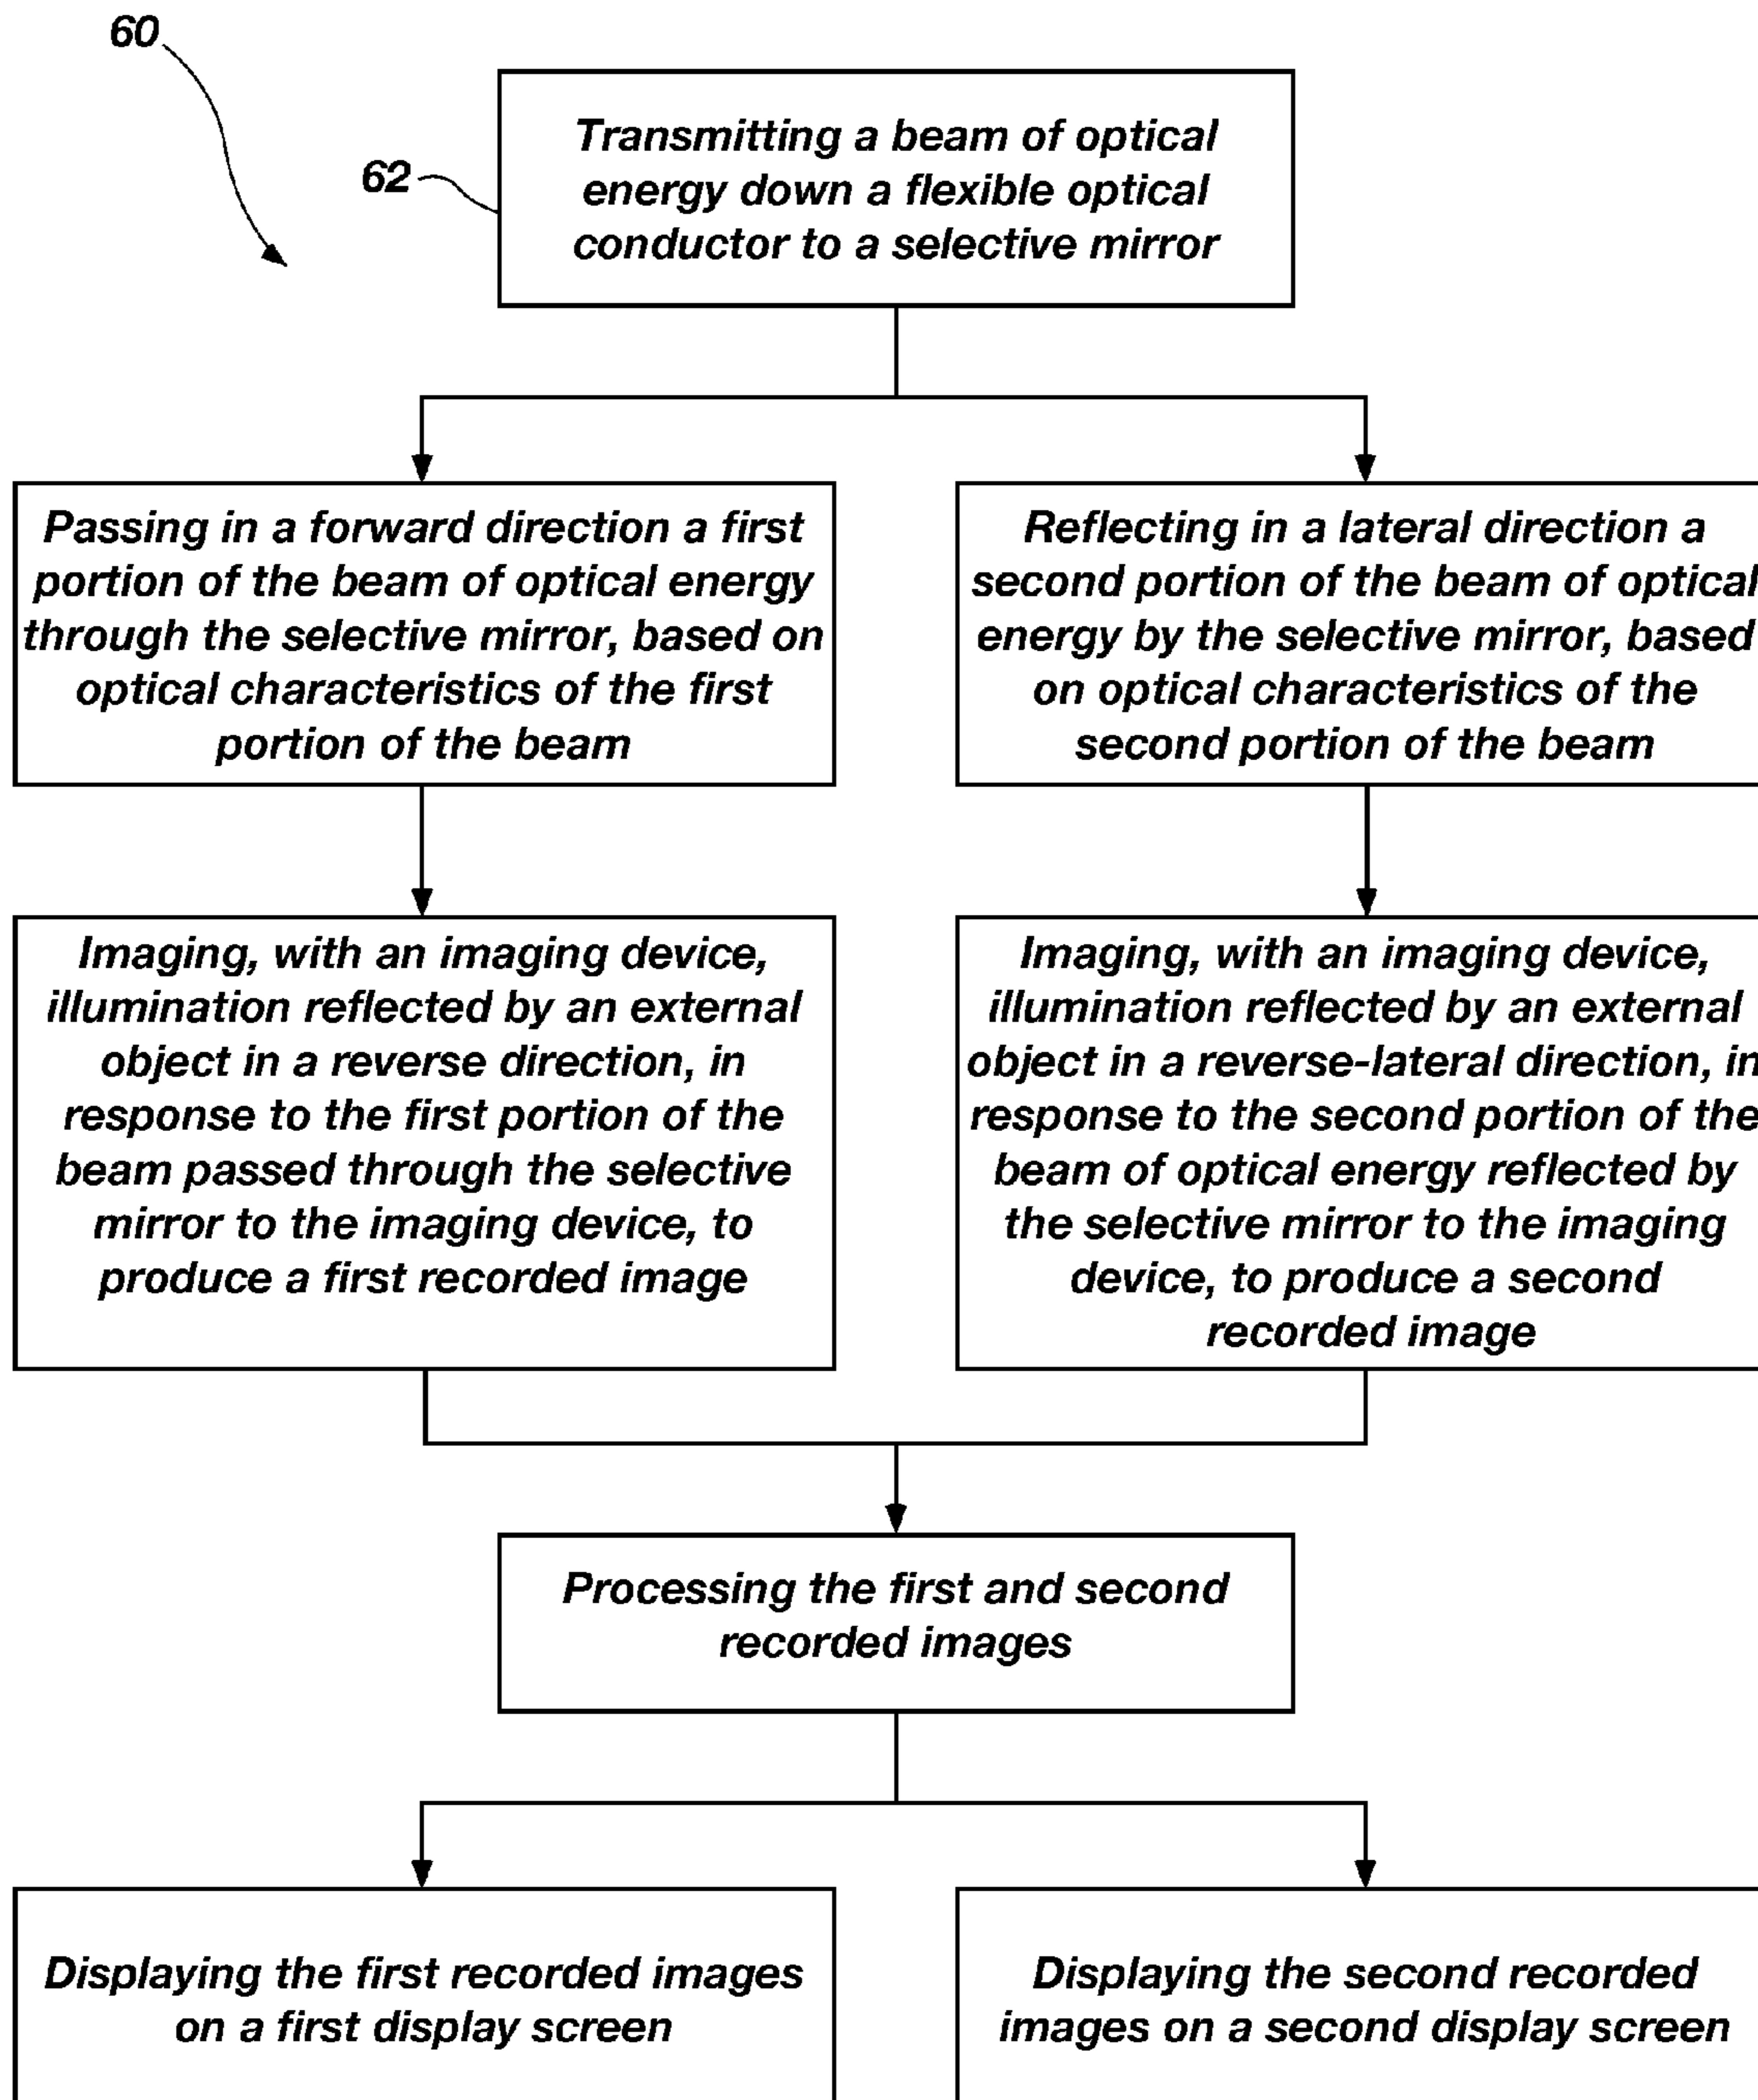 60
62
Transmitting a beam of optical
energy down a flexible optical
conductor to a selective mirror
Passing in a forward direction a first
portion of the beam of optical energy
through the selective mirror, based on
optical characteristics of the first
portion of the beam
Reflecting in a lateral direction a
second portion of the beam of optical
energy by the selective mirror, based
on optical characteristics of the
second portion of the beam
Imaging, with an imaging device,
illumination reflected by an external
object in a reverse direction, in
response to the first portion of the
beam passed through the selective
mirror to the imaging device, to
produce a first recorded image
Imaging, with an imaging device,
illumination reflected by an external
object in a reverse-lateral direction, in
response to the second portion of the
beam of optical energy reflected by
the selective mirror to the imaging
device, to produce a second
recorded image
Processing the first and second
recorded images
Displaying the first recorded images
on a first display screen
Displaying the second recorded
images on a second display screen